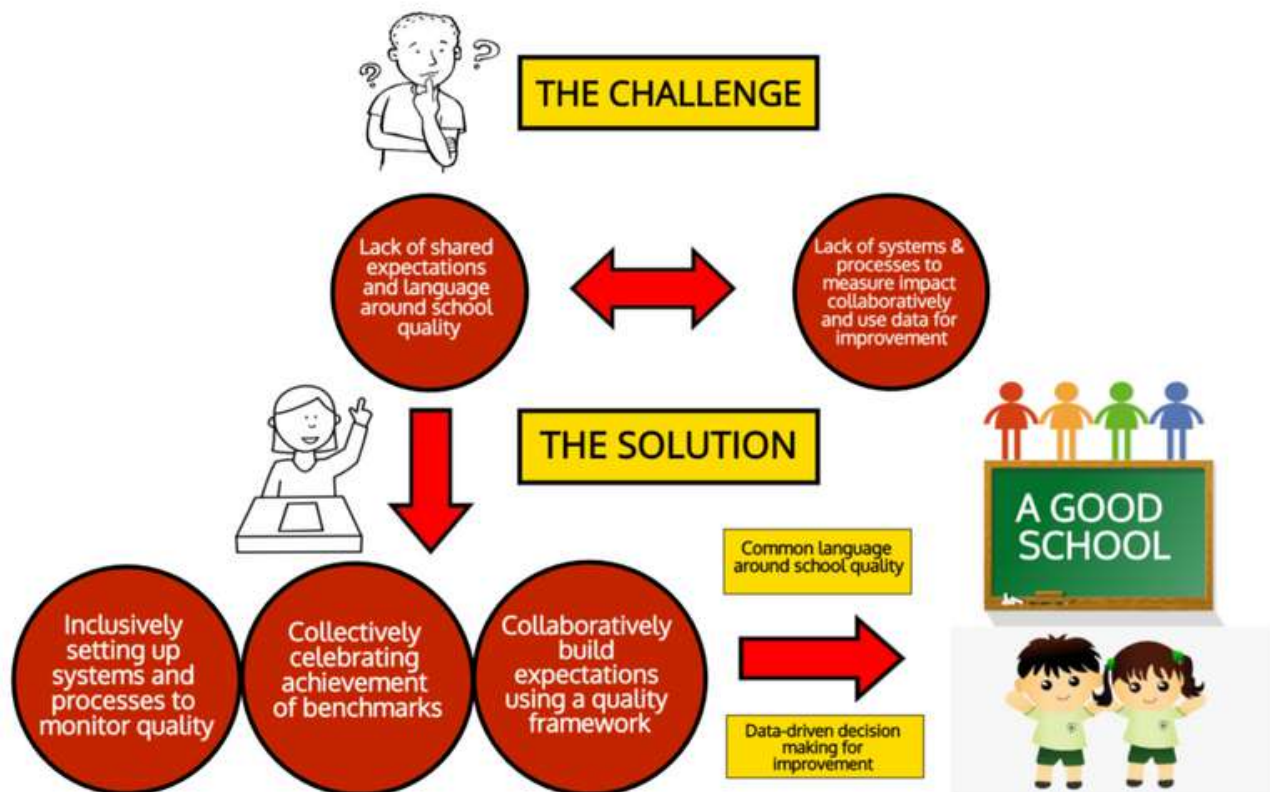 ?
?
THE CHALLENGE
Lack of shared
expectations
and language
around school
quality
Lack of systems &
processes to
measure impact
collaboratively
and use data for
improvement
THE SOLUTION
A GOOD
SCHOOL
Common language
around school quality
Inclusively
setting up
systems and
processes to
monitor quality
Collectively
celebrating
achievement
of benchmarks
Collaboratively
build
expectations
using a quality
framework
Data-driven decision
making for
improvement